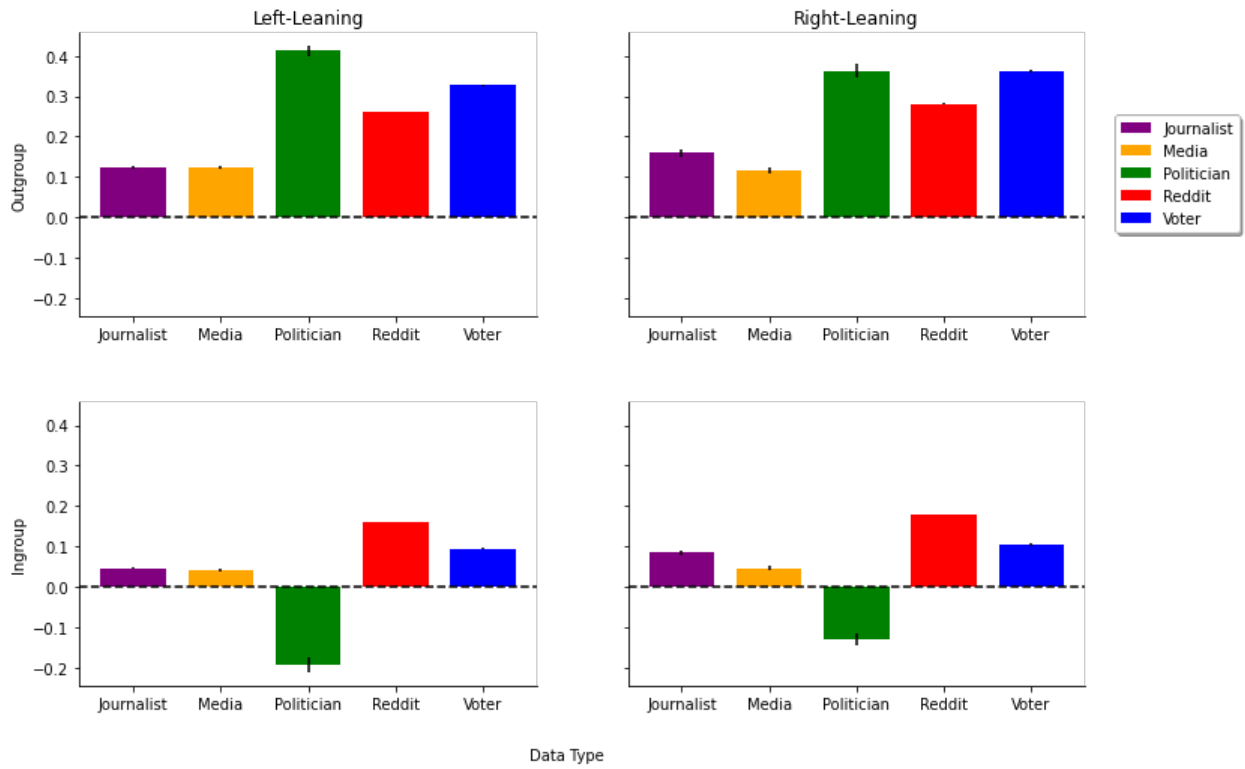 Left-Leaning
Right-Leaning
Outgroup
0.4
0.3
0.2
0.1
0.0
−0.1
−0.2
Journalist Media Politician Reddit Voter
Journalist Media Politician Reddit Voter
Journalist
Media
Politician
Reddit
Voter
Ingroup
0.4
0.3
0.2
0.1
0.0
−0.1
−0.2
Journalist Media Politician Reddit Voter
Journalist Media Politician Reddit Voter
Data Type